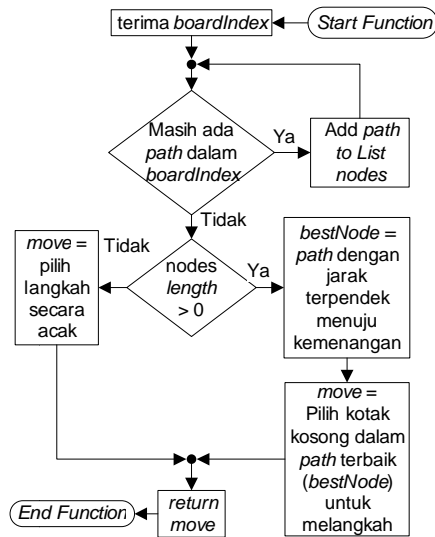 terima boardIndex
Start Function
Masih ada
path dalam
boardIndex
Ya
Add path
to List
nodes
Tidak
nodes
length
> 0
Tidak
move =
pilih
langkah
secara
acak
Ya
bestNode =
path dengan
jarak
terpendek
menuju
kemenangan
move =
Pilih kotak
kosong dalam
path terbaik
(bestNode)
untuk
melangkah
return
move
End Function